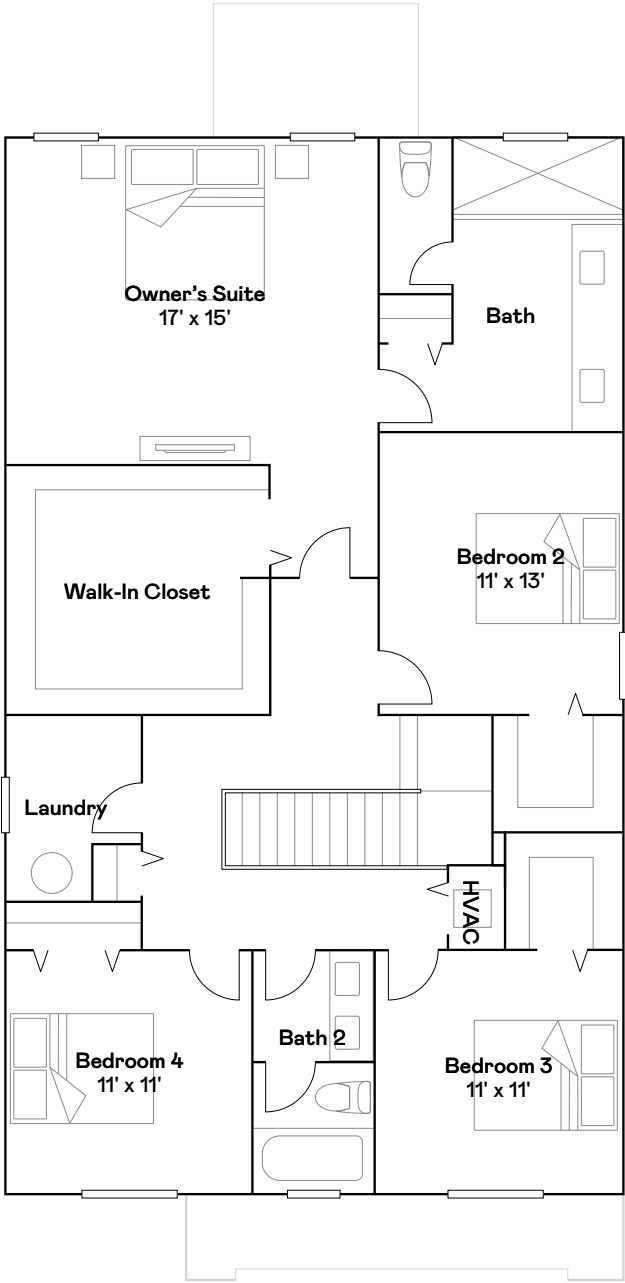 Owner's Suite
17' x 15'
Bath
Bedroom 2
11' x 13'
Walk-In Closet
Laundry
HVAC
Bath 2
Bedroom 4
11' x 11'
Bedroom 3
11' x 11'